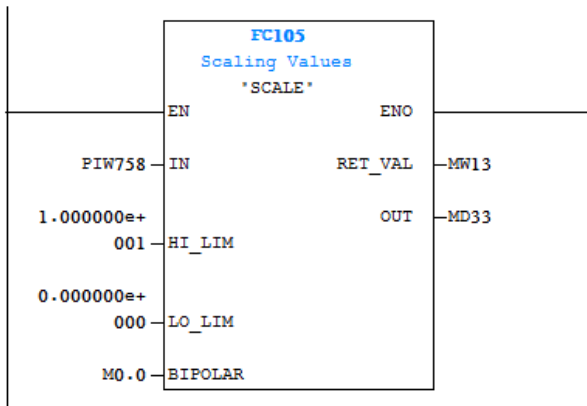 FC105
Scaling Values
"SCALE"
EN ENO
PIW758 IN RET_VAL MW13
1.000000e+ OUT MD33
001 HI_LIM
0.000000e+
000 LO_LIM
M0.0 BIPOLAR